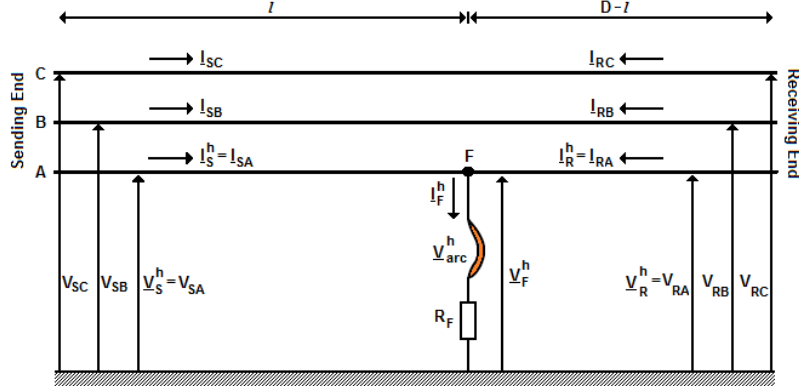 l D - l
I_SC I_RC
C
I_SB I_RB
B
I_S^h = I_SA F I_R^h = I_RA
A
I_F^h
V_arc^h V_F^h
V_SC V_SB V_S^h = V_SA V_R^h = V_RA V_RB V_RC
R_F
Sending End
Receiving End